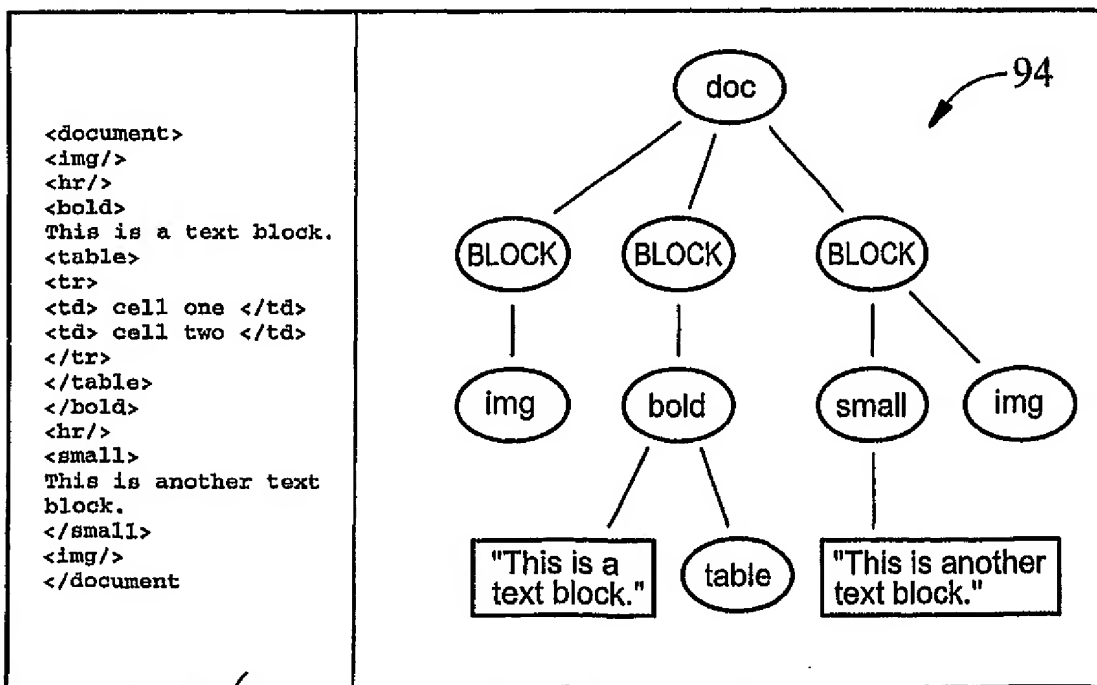 <document>
<img/>
<hr/>
<bold>
This is a text block.
<table>
<tr>
<td> cell one </td>
<td> cell two </td>
</tr>
</table>
</bold>
<hr/>
<small>
This is another text
block.
</small>
<img/>
</document
94
doc
BLOCK BLOCK BLOCK
img bold small img
"This is a
text block."
table
"This is another
text block."